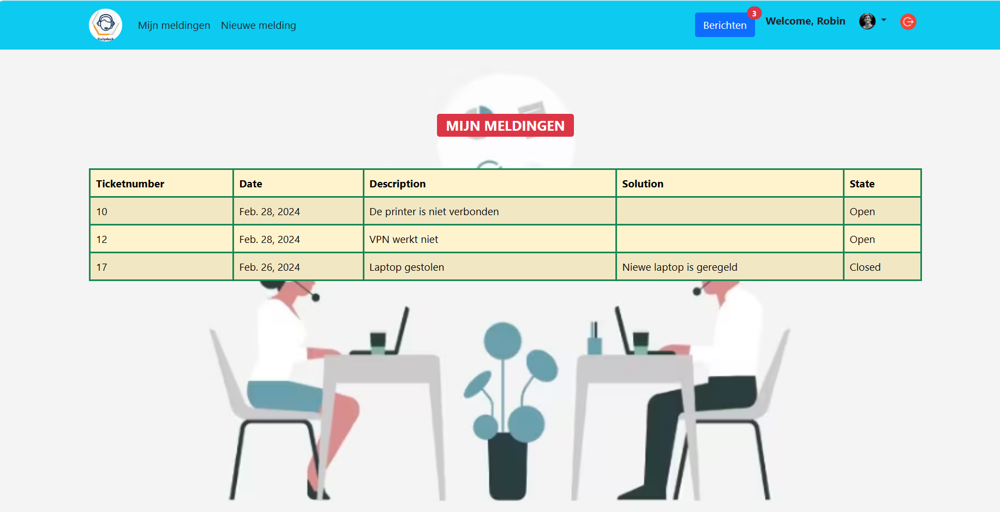 Helpdesk
Mijn meldingen Nieuwe melding Berichten 3 Welcome, Robin
MIJN MELDINGEN
Ticketnumber Date Description Solution State
10 Feb. 28, 2024 De printer is niet verbonden Open
12 Feb. 28, 2024 VPN werkt niet Open
17 Feb. 26, 2024 Laptop gestolen Niewe laptop is geregeld Closed